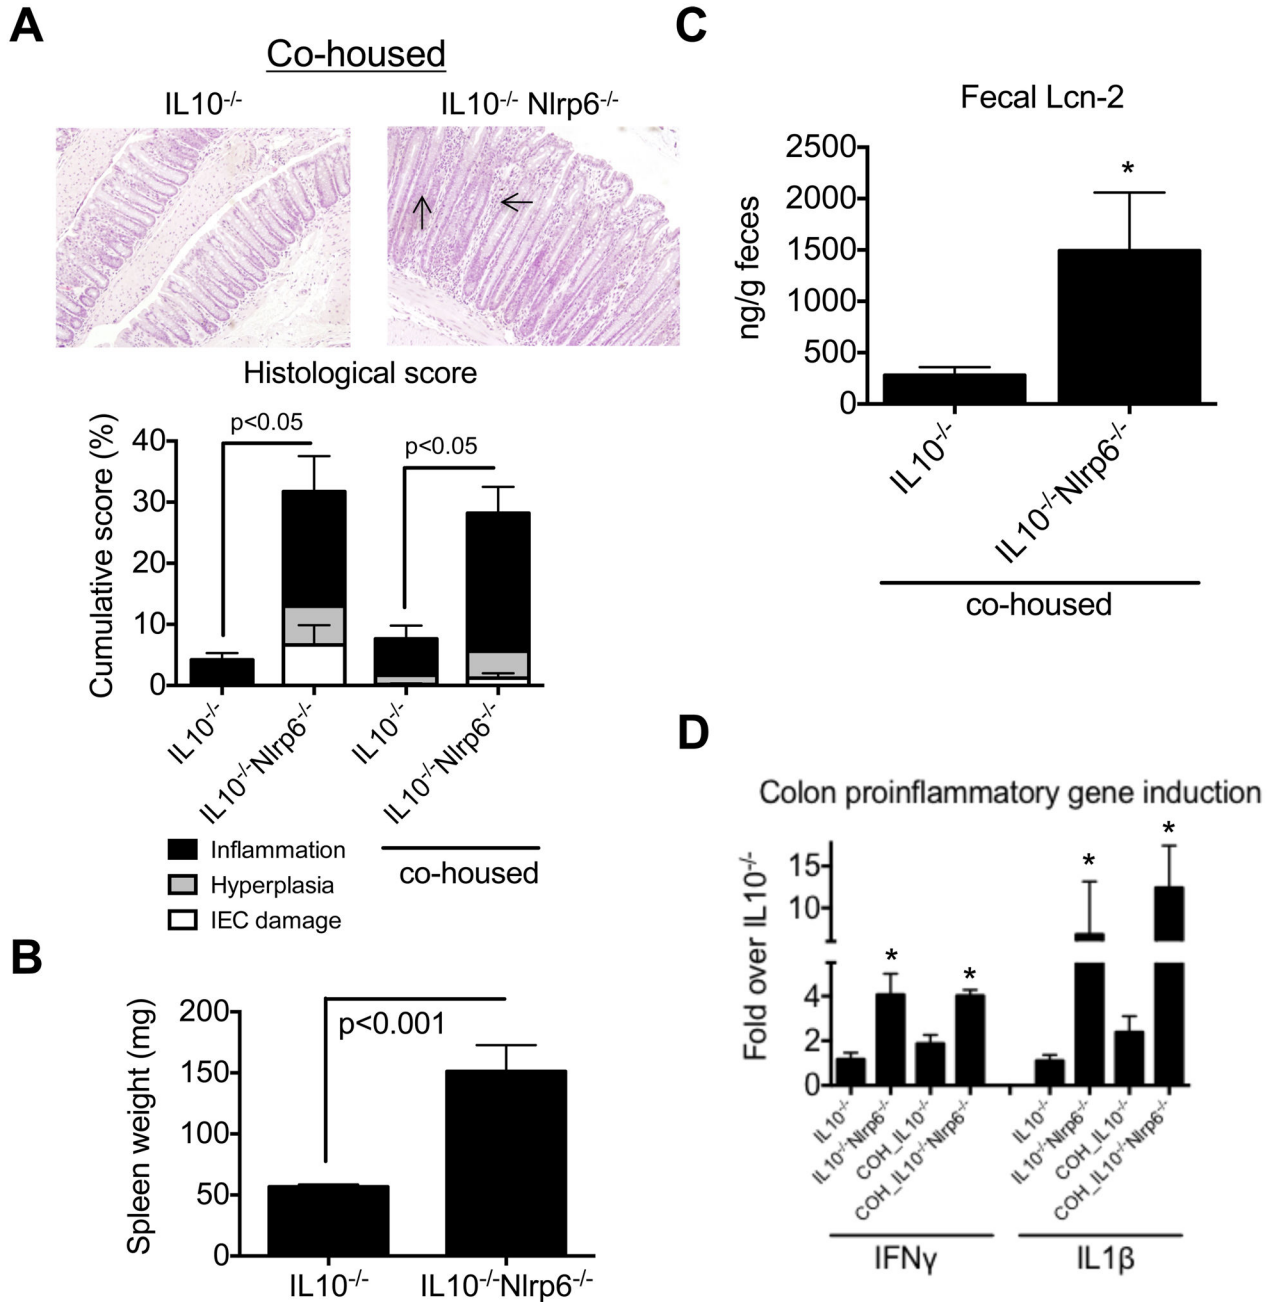 A
Co-housed
IL10-/-
IL10-/- Nlrp6-/-
Histological score
Cumulative score (%)
40
30
20
10
0
p<0.05
p<0.05
IL10-/-
IL10-/-Nlrp6-/-
IL10-/-
IL10-/-Nlrp6-/-
co-housed
Inflammation
Hyperplasia
IEC damage
B
Spleen weight (mg)
200
150
100
50
0
p<0.001
IL10-/-
IL10-/-Nlrp6-/-
C
Fecal Lcn-2
ng/g feces
2500
2000
1500
1000
500
0
*
IL10-/-
IL10-/-Nlrp6-/-
co-housed
D
Colon proinflammatory gene induction
Fold over IL10-/-
15
10
4
2
0
*
*
*
*
IL10-/-
IL10-/-Nlrp6-/-
COH_IL10-/-
COH_IL10-/-Nlrp6-/-
IL10-/-
IL10-/-Nlrp6-/-
COH_IL10-/-
COH_IL10-/-Nlrp6-/-
IFNγ
IL1β